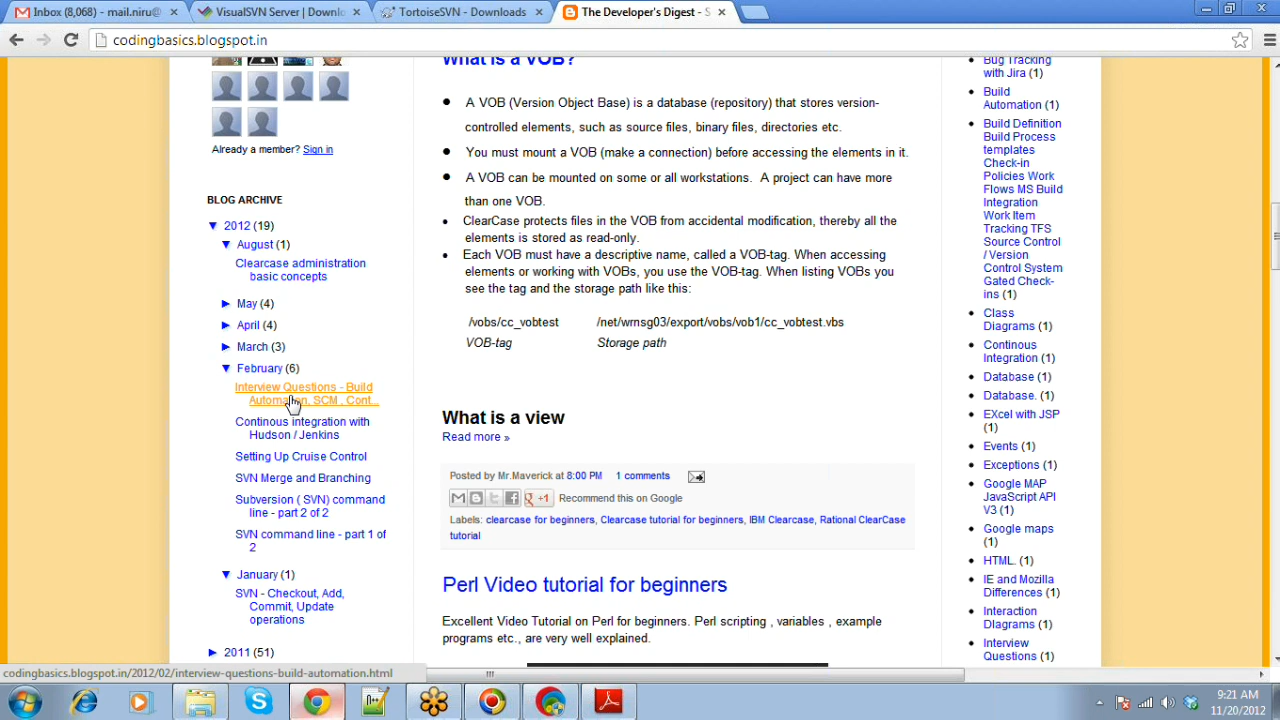 Inbox (8,068) - mail.niru@
VisualSVN Server | Downlo
TortoiseSVN - Downloads
The Developer's Digest - S
codingbasics.blogspot.in
Already a member? Sign in
BLOG ARCHIVE
▼ 2012 (19)
▼ August (1)
Clearcase administration
basic concepts
► May (4)
► April (4)
► March (3)
▼ February (6)
Interview Questions - Build
Automation, SCM , Cont...
Continous integration with
Hudson / Jenkins
Setting Up Cruise Control
SVN Merge and Branching
Subversion ( SVN) command
line - part 2 of 2
SVN command line - part 1 of
2
▼ January (1)
SVN - Checkout, Add,
Commit, Update
operations
► 2011 (51)
What is a VOB?
• A VOB (Version Object Base) is a database (repository) that stores version-
controlled elements, such as source files, binary files, directories etc.
• You must mount a VOB (make a connection) before accessing the elements in it.
• A VOB can be mounted on some or all workstations. A project can have more
than one VOB.
• ClearCase protects files in the VOB from accidental modification, thereby all the
elements is stored as read-only.
• Each VOB must have a descriptive name, called a VOB-tag. When accessing
elements or working with VOBs, you use the VOB-tag. When listing VOBs you
see the tag and the storage path like this:
/vobs/cc_vobtest /net/wrnsg03/export/vobs/vob1/cc_vobtest.vbs
VOB-tag Storage path
What is a view
Read more »
Posted by Mr.Maverick at 8:00 PM 1 comments
+1 Recommend this on Google
Labels: clearcase for beginners, Clearcase tutorial for beginners, IBM Clearcase, Rational ClearCase
tutorial
Perl Video tutorial for beginners
Excellent Video Tutorial on Perl for beginners. Perl scripting , variables , example
programs etc., are very well explained.
Bug Tracking
with Jira (1)
• Build
Automation (1)
• Build Definition
Build Process
templates
Check-in
Policies Work
Flows MS Build
Integration
Work Item
Tracking TFS
Source Control
/ Version
Control System
Gated Check-
ins (1)
• Class
Diagrams (1)
• Continous
Integration (1)
• Database (1)
• Database. (1)
• EXcel with JSP
(1)
• Events (1)
• Exceptions (1)
• Google MAP
JavaScript API
V3 (1)
• Google maps
(1)
• HTML. (1)
• IE and Mozilla
Differences (1)
• Interaction
DIagrams (1)
• Interview
Questions (1)
codingbasics.blogspot.in/2012/02/interview-questions-build-automation.html
9:21 AM
11/20/2012